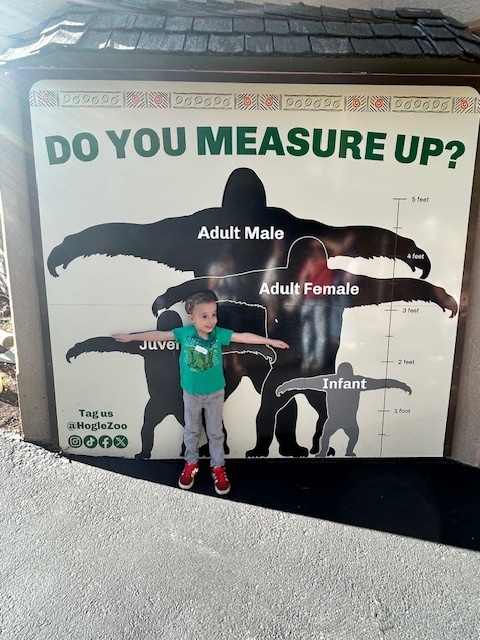 DO YOU MEASURE UP?
5 feet
Adult Male
4 feet
Adult Female
3 feet
Juve
2 feet
Infant
1 foot
Tag us
@HogleZoo